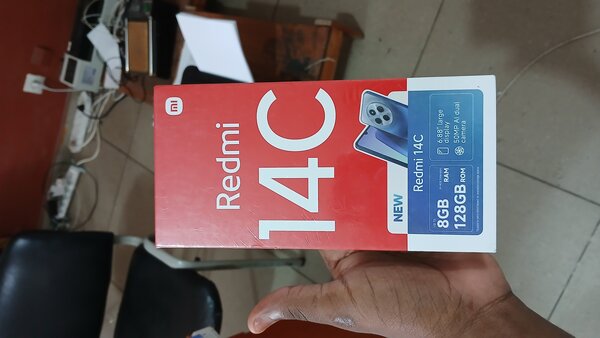 mi
Redmi
14C
NEW
Redmi 14C
6.88" large
display
50MP AI dual
camera
8GB RAM
128GB ROM